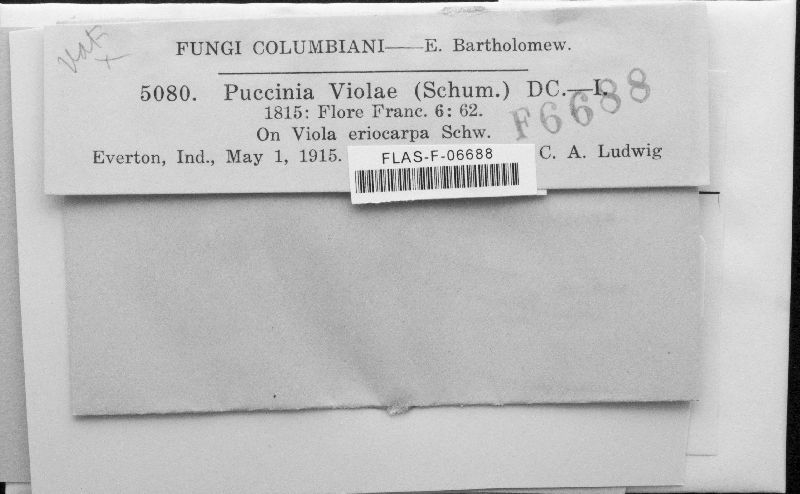 FUNGI COLUMBIANI——E. Bartholomew.
5080. Puccinia Violae (Schum.) DC.—I.
1815: Flore Franc. 6: 62.
F6688
On Viola eriocarpa Schw.
Everton, Ind., May 1, 1915. C. A. Ludwig
FLAS-F-06688